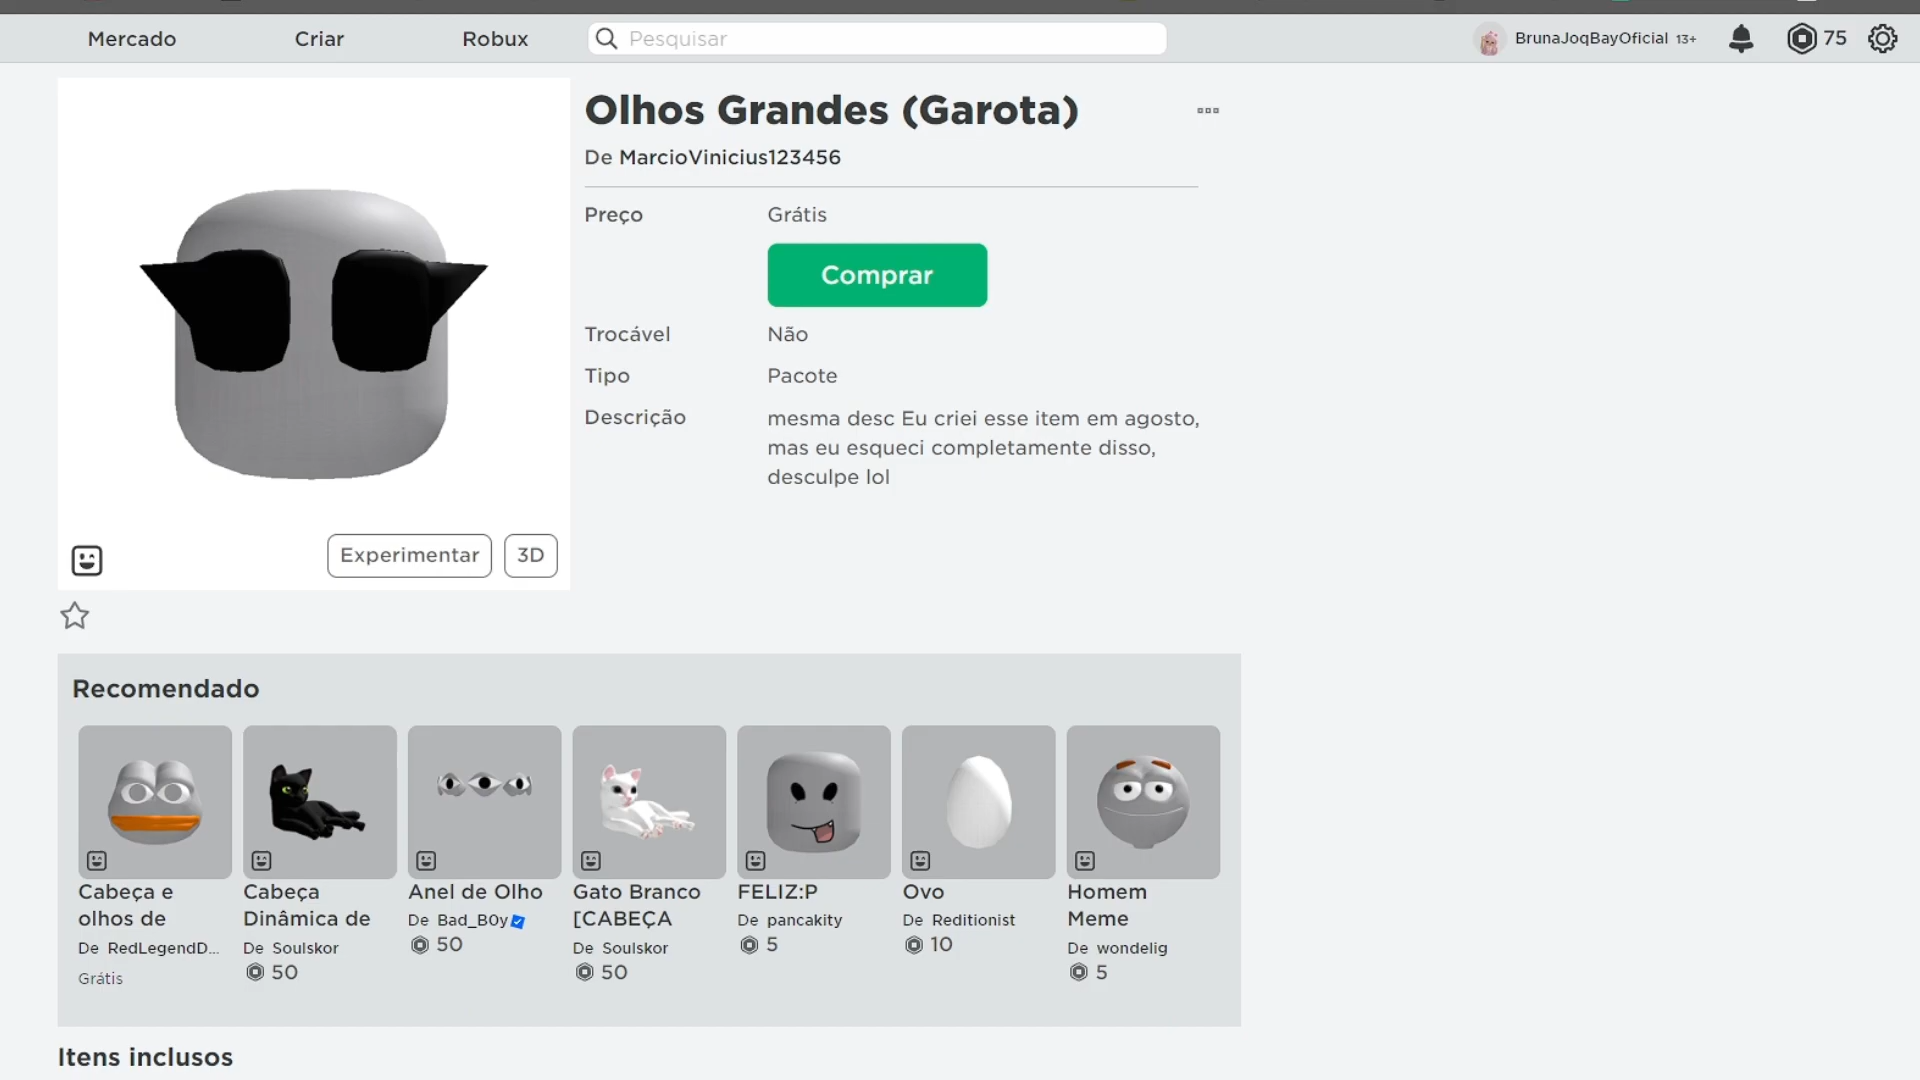 Mercado
Criar
Robux
Pesquisar
BrunaJoqBayOficial 13+
75
Olhos Grandes (Garota)
De MarcioVinicius123456
Preço
Grátis
Comprar
Trocável
Não
Tipo
Pacote
Descrição
mesma desc Eu criei esse item em agosto,
mas eu esqueci completamente disso,
desculpe lol
Experimentar
3D
Recomendado
Cabeça e
olhos de
De RedLegendD...
Grátis
Cabeça
Dinâmica de
De Soulskor
50
Anel de Olho
De Bad_B0y
50
Gato Branco
[CABEÇA
De Soulskor
50
FELIZ:P
De pancakity
5
Ovo
De Reditionist
10
Homem
Meme
De wondelig
5
Itens inclusos